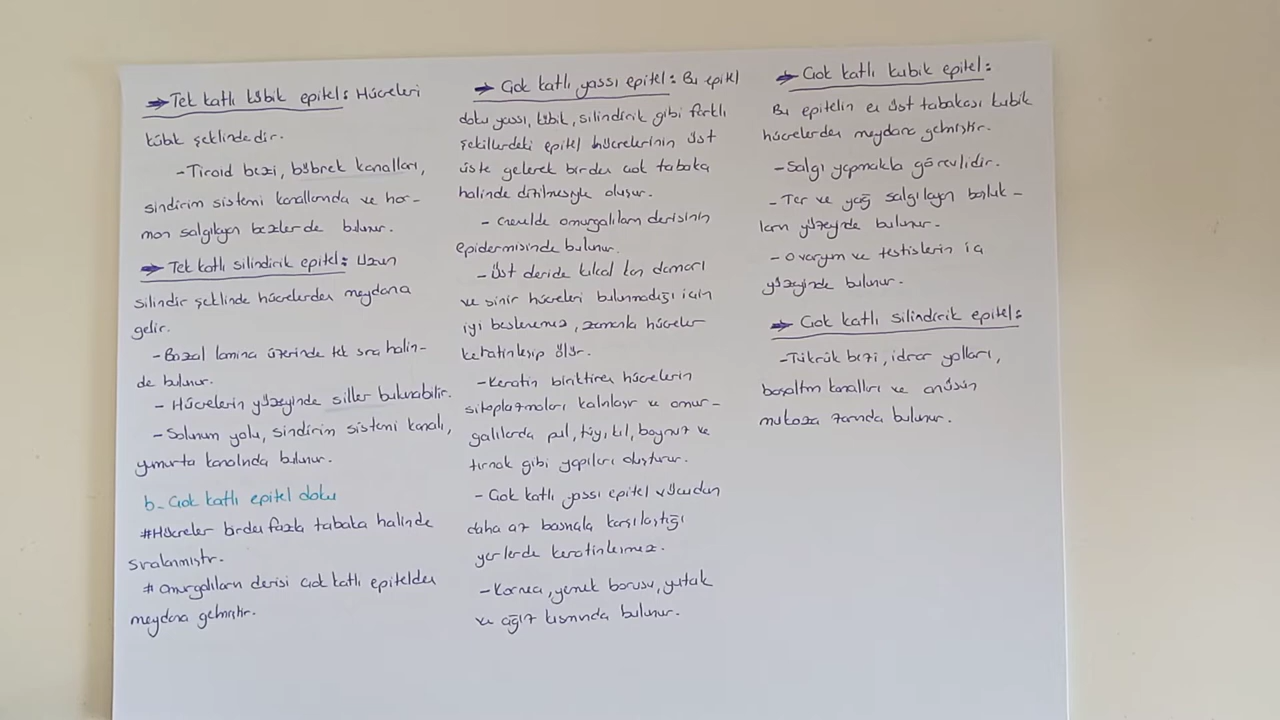 → Tek katlı kübik epitel: Hücreleri
kübik şeklindedir.
-Tiroid bezi, böbrek kanalları,
sindirim sistemi kanallarında ve hor-
mon salgılayan bezlerde bulunur.
→ Tek katlı silindirik epitel: Uzun
silindir şeklinde hücrelerden meydana
gelir.
-Bazal lamina üzerinde tek sıra halin-
de bulunur.
- Hücrelerin yüzeyinde siller bulunabilir.
- Solunum yolu, sindirim sistemi kanalı,
yumurta kanalında bulunur.
b- Çok katlı epitel doku
#Hücreler birden fazla tabaka halinde
sıralanmıştır.
# Omurgalıların derisi çok katlı epitelden
meydana gelmiştir.
→ Çok katlı yassı epitel: Bu epitel
doku yassı, kübik, silindirik gibi farklı
şekillerdeki epitel hücrelerinin üst
üste gelerek birden çok tabaka
halinde dizilmesiyle oluşur.
- Genelde omurgalıların derisinin
epidermisinde bulunur.
- Üst deride kılcal kan damarı
ve sinir hücreleri bulunmadığı için
iyi beslenemez, zamanla hücreler
keratinleşip ölür.
-Keratin biriktiren hücrelerin
sitoplazmaları kalınlaşır ve omur-
galılarda pul, tüy, kıl, boynuz ve
tırnak gibi yapıları oluşturur.
- Çok katlı yassı epitel vücudun
daha az basınçla karşılaştığı
yerlerde keratinleşmez.
- Kornea, yemek borusu, yutak
ve ağız kısmında bulunur.
→ Çok katlı kübik epitel:
Bu epitelin en üst tabakası kübik
hücrelerden meydana gelmiştir.
-Salgı yapmakla görevlidir.
- Ter ve yağ salgılayan balık-
ların yüzeyinde bulunur.
- Ovaryum ve testislerin iç
yüzeyinde bulunur.
→ Çok katlı silindirik epitel:
-Tükrük bezi, idrar yolları,
boşaltım kanalları ve anüsün
mukoza zarında bulunur.